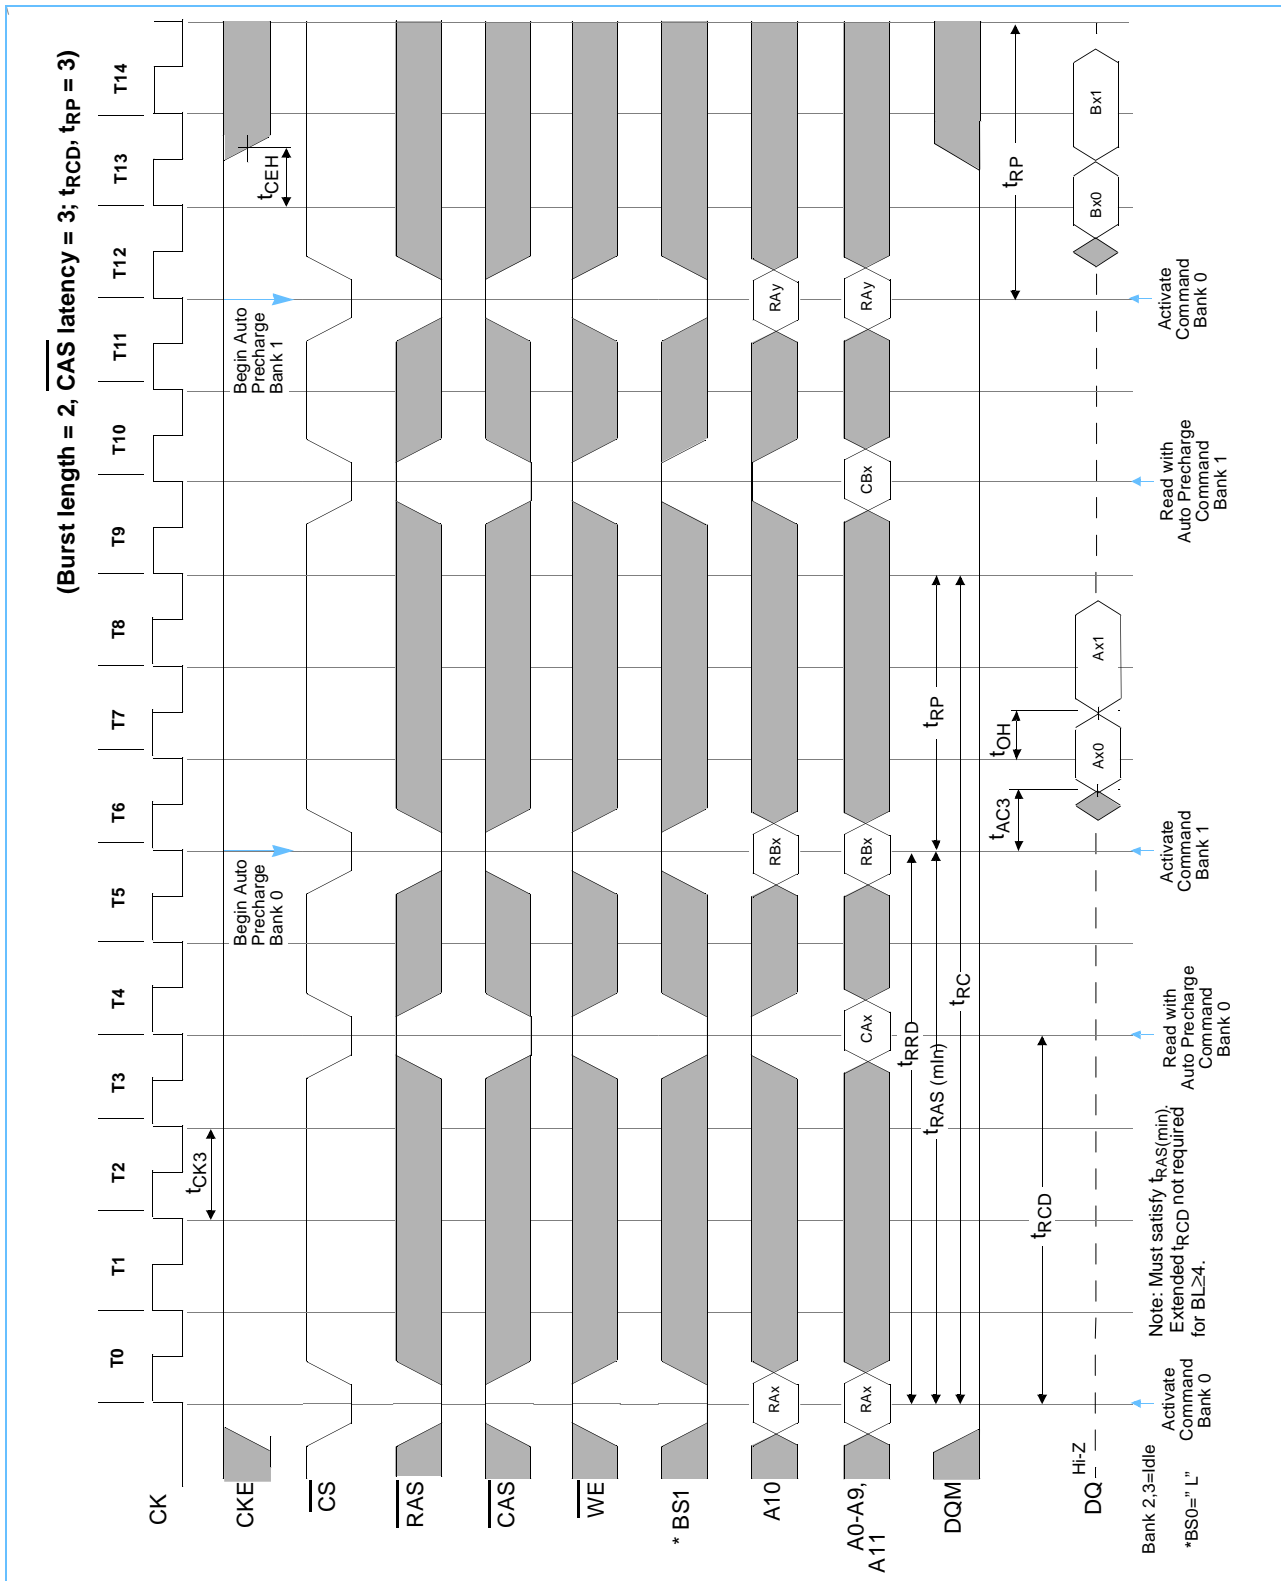 (Burst length = 2, CAS latency = 3; tRCD, tRP = 3)
T0 T1 T2 T3 T4 T5 T6 T7 T8 T9 T10 T11 T12 T13 T14
CK
tCK3
CKE
tCEH
Begin Auto
Precharge
Bank 0
Begin Auto
Precharge
Bank 1
CS
RAS
CAS
WE
* BS1
A10
RAx
RBx
RAy
A0-A9,
A11
RAx
CAx
RBx
CBx
RAy
DQM
tRRD
tRAS (mIn)
tRP
tRC
tRCD
tAC3
tOH
tRP
DQ
Hi-Z
Ax0
Ax1
Bx0
Bx1
Activate
Command
Bank 0
Note: Must satisfy tRAS(min).
Extended tRCD not required
for BL≥4.
Read with
Auto Precharge
Command
Bank 0
Activate
Command
Bank 1
Read with
Auto Precharge
Command
Bank 1
Activate
Command
Bank 0
Bank 2,3=Idle
*BS0=" L"